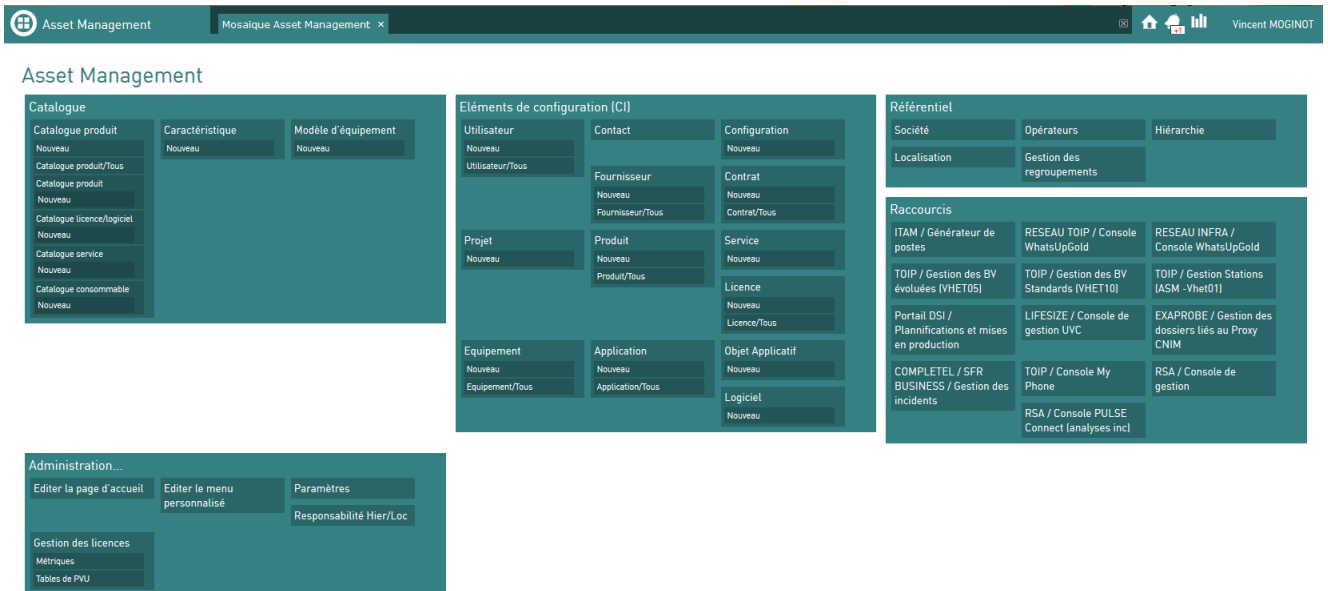 Asset Management
Mosaique Asset Management ×
+1
Vincent MOGINOT
Asset Management
Catalogue
Catalogue produit
Nouveau
Catalogue produit/Tous
Catalogue produit
Nouveau
Catalogue licence/logiciel
Nouveau
Catalogue service
Nouveau
Catalogue consommable
Nouveau
Caractéristique
Nouveau
Modèle d'équipement
Nouveau
Eléments de configuration (CI)
Utilisateur
Nouveau
Utilisateur/Tous
Contact
Configuration
Nouveau
Fournisseur
Nouveau
Fournisseur/Tous
Contrat
Nouveau
Contrat/Tous
Projet
Nouveau
Produit
Nouveau
Produit/Tous
Service
Nouveau
Licence
Nouveau
Licence/Tous
Equipement
Nouveau
Equipement/Tous
Application
Nouveau
Application/Tous
Objet Applicatif
Nouveau
Logiciel
Nouveau
Référentiel
Société
Opérateurs
Hiérarchie
Localisation
Gestion des
regroupements
Raccourcis
ITAM / Générateur de
postes
RESEAU TOIP / Console
WhatsUpGold
RESEAU INFRA /
Console WhatsUpGold
TOIP / Gestion des BV
évoluées (VHET05)
TOIP / Gestion des BV
Standards (VHET10)
TOIP / Gestion Stations
(ASM -Vhet01)
Portail DSI /
Plannifications et mises
en production
LIFESIZE / Console de
gestion UVC
EXAPROBE / Gestion des
dossiers liés au Proxy
CNIM
COMPLETEL / SFR
BUSINESS / Gestion des
incidents
TOIP / Console My
Phone
RSA / Console de
gestion
RSA / Console PULSE
Connect (analyses inc)
Administration...
Editer la page d'accueil
Editer le menu
personnalisé
Paramètres
Responsabilité Hier/Loc
Gestion des licences
Métriques
Tables de PVU